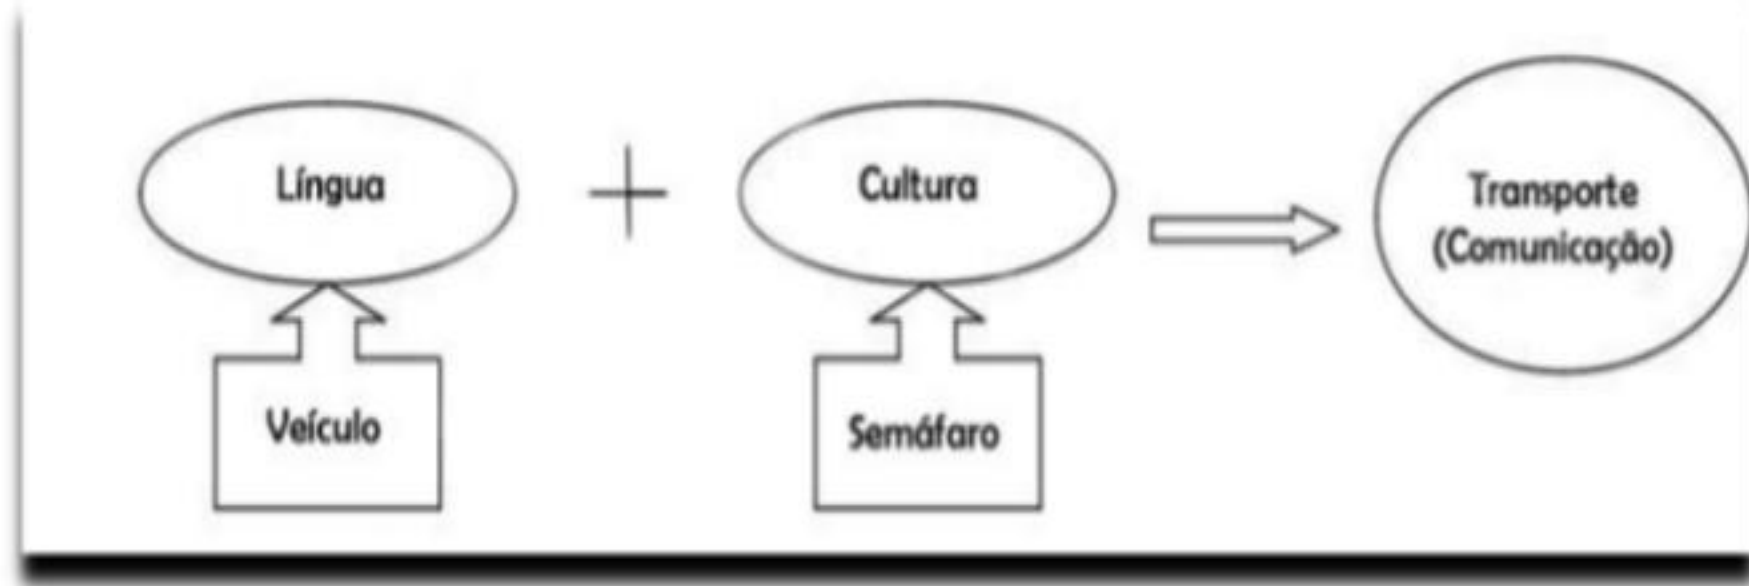 Língua
+
Cultura
Transporte
(Comunicação)
Veículo
Semáfaro